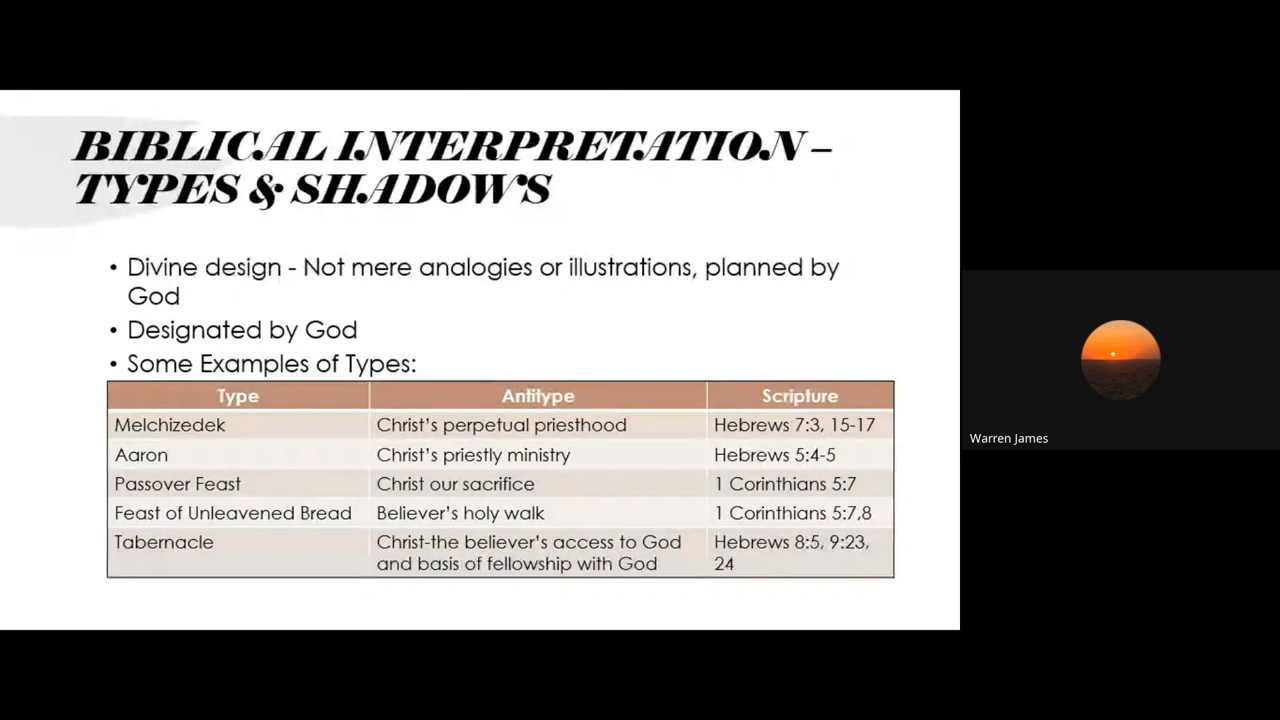 BIBLICAL INTERPRETATION –
TYPES & SHADOWS
• Divine design - Not mere analogies or illustrations, planned by
God
• Designated by God
• Some Examples of Types:
Type Antitype Scripture
Melchizedek Christ's perpetual priesthood Hebrews 7:3, 15-17
Aaron Christ's priestly ministry Hebrews 5:4-5
Passover Feast Christ our sacrifice 1 Corinthians 5:7
Feast of Unleavened Bread Believer's holy walk 1 Corinthians 5:7,8
Tabernacle Christ-the believer's access to God Hebrews 8:5, 9:23,
and basis of fellowship with God 24
Warren James